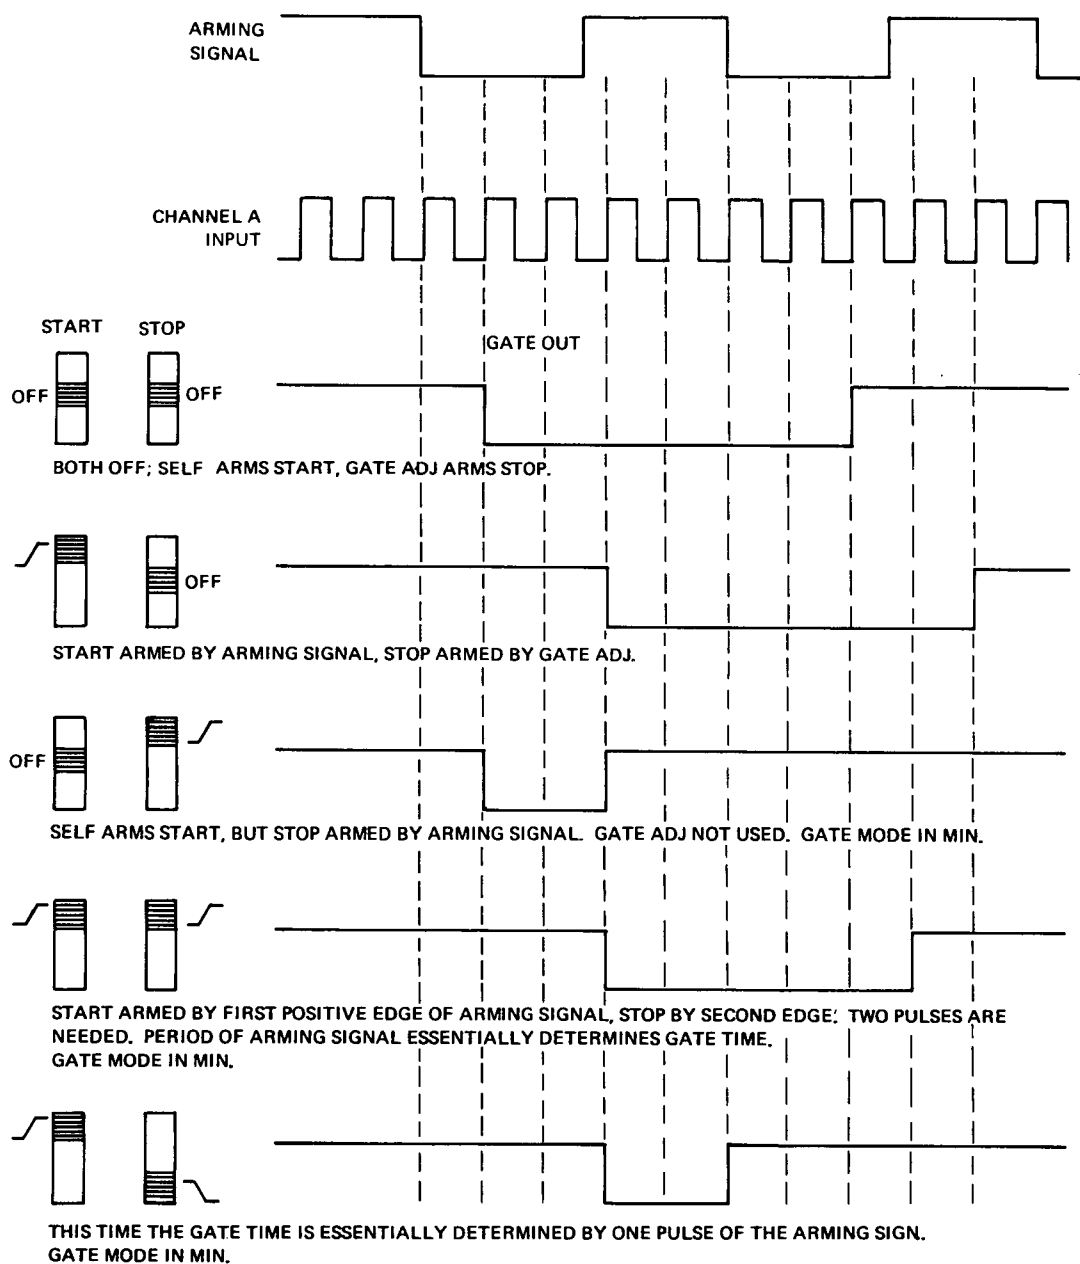 ARMING
SIGNAL
CHANNEL A
INPUT
START STOP
GATE OUT
OFF OFF
BOTH OFF; SELF ARMS START, GATE ADJ ARMS STOP.
OFF
START ARMED BY ARMING SIGNAL, STOP ARMED BY GATE ADJ.
OFF
SELF ARMS START, BUT STOP ARMED BY ARMING SIGNAL. GATE ADJ NOT USED. GATE MODE IN MIN.
START ARMED BY FIRST POSITIVE EDGE OF ARMING SIGNAL, STOP BY SECOND EDGE: TWO PULSES ARE
NEEDED. PERIOD OF ARMING SIGNAL ESSENTIALLY DETERMINES GATE TIME.
GATE MODE IN MIN.
THIS TIME THE GATE TIME IS ESSENTIALLY DETERMINED BY ONE PULSE OF THE ARMING SIGN.
GATE MODE IN MIN.